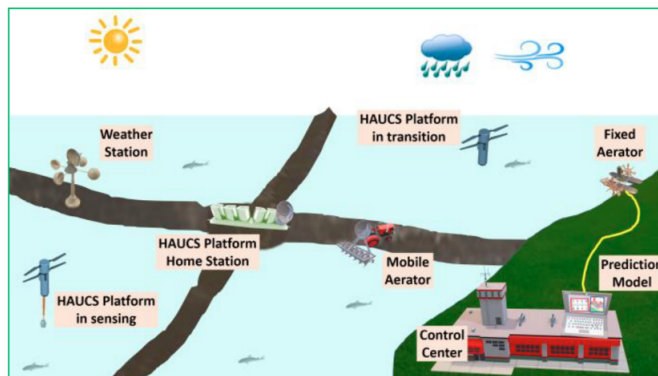 HAUCS Platform
in transition
Weather
Station
Fixed
Aerator
HAUCS Platform
Home Station
Mobile
Aerator
Prediction
Model
HAUCS Platform
in sensing
Control
Center